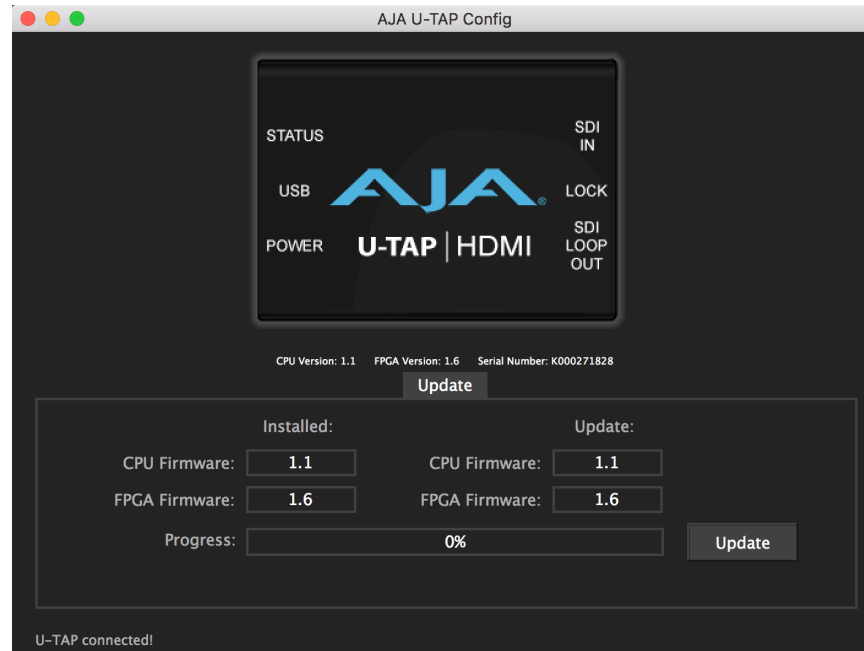 AJA U-TAP Config
STATUS
SDI
IN
USB
AJA®
LOCK
POWER
U-TAP | HDMI
SDI
LOOP
OUT
CPU Version: 1.1 FPGA Version: 1.6 Serial Number: K000271828
Update
Installed: Update:
CPU Firmware: 1.1 CPU Firmware: 1.1
FPGA Firmware: 1.6 FPGA Firmware: 1.6
Progress: 0% Update
U-TAP connected!